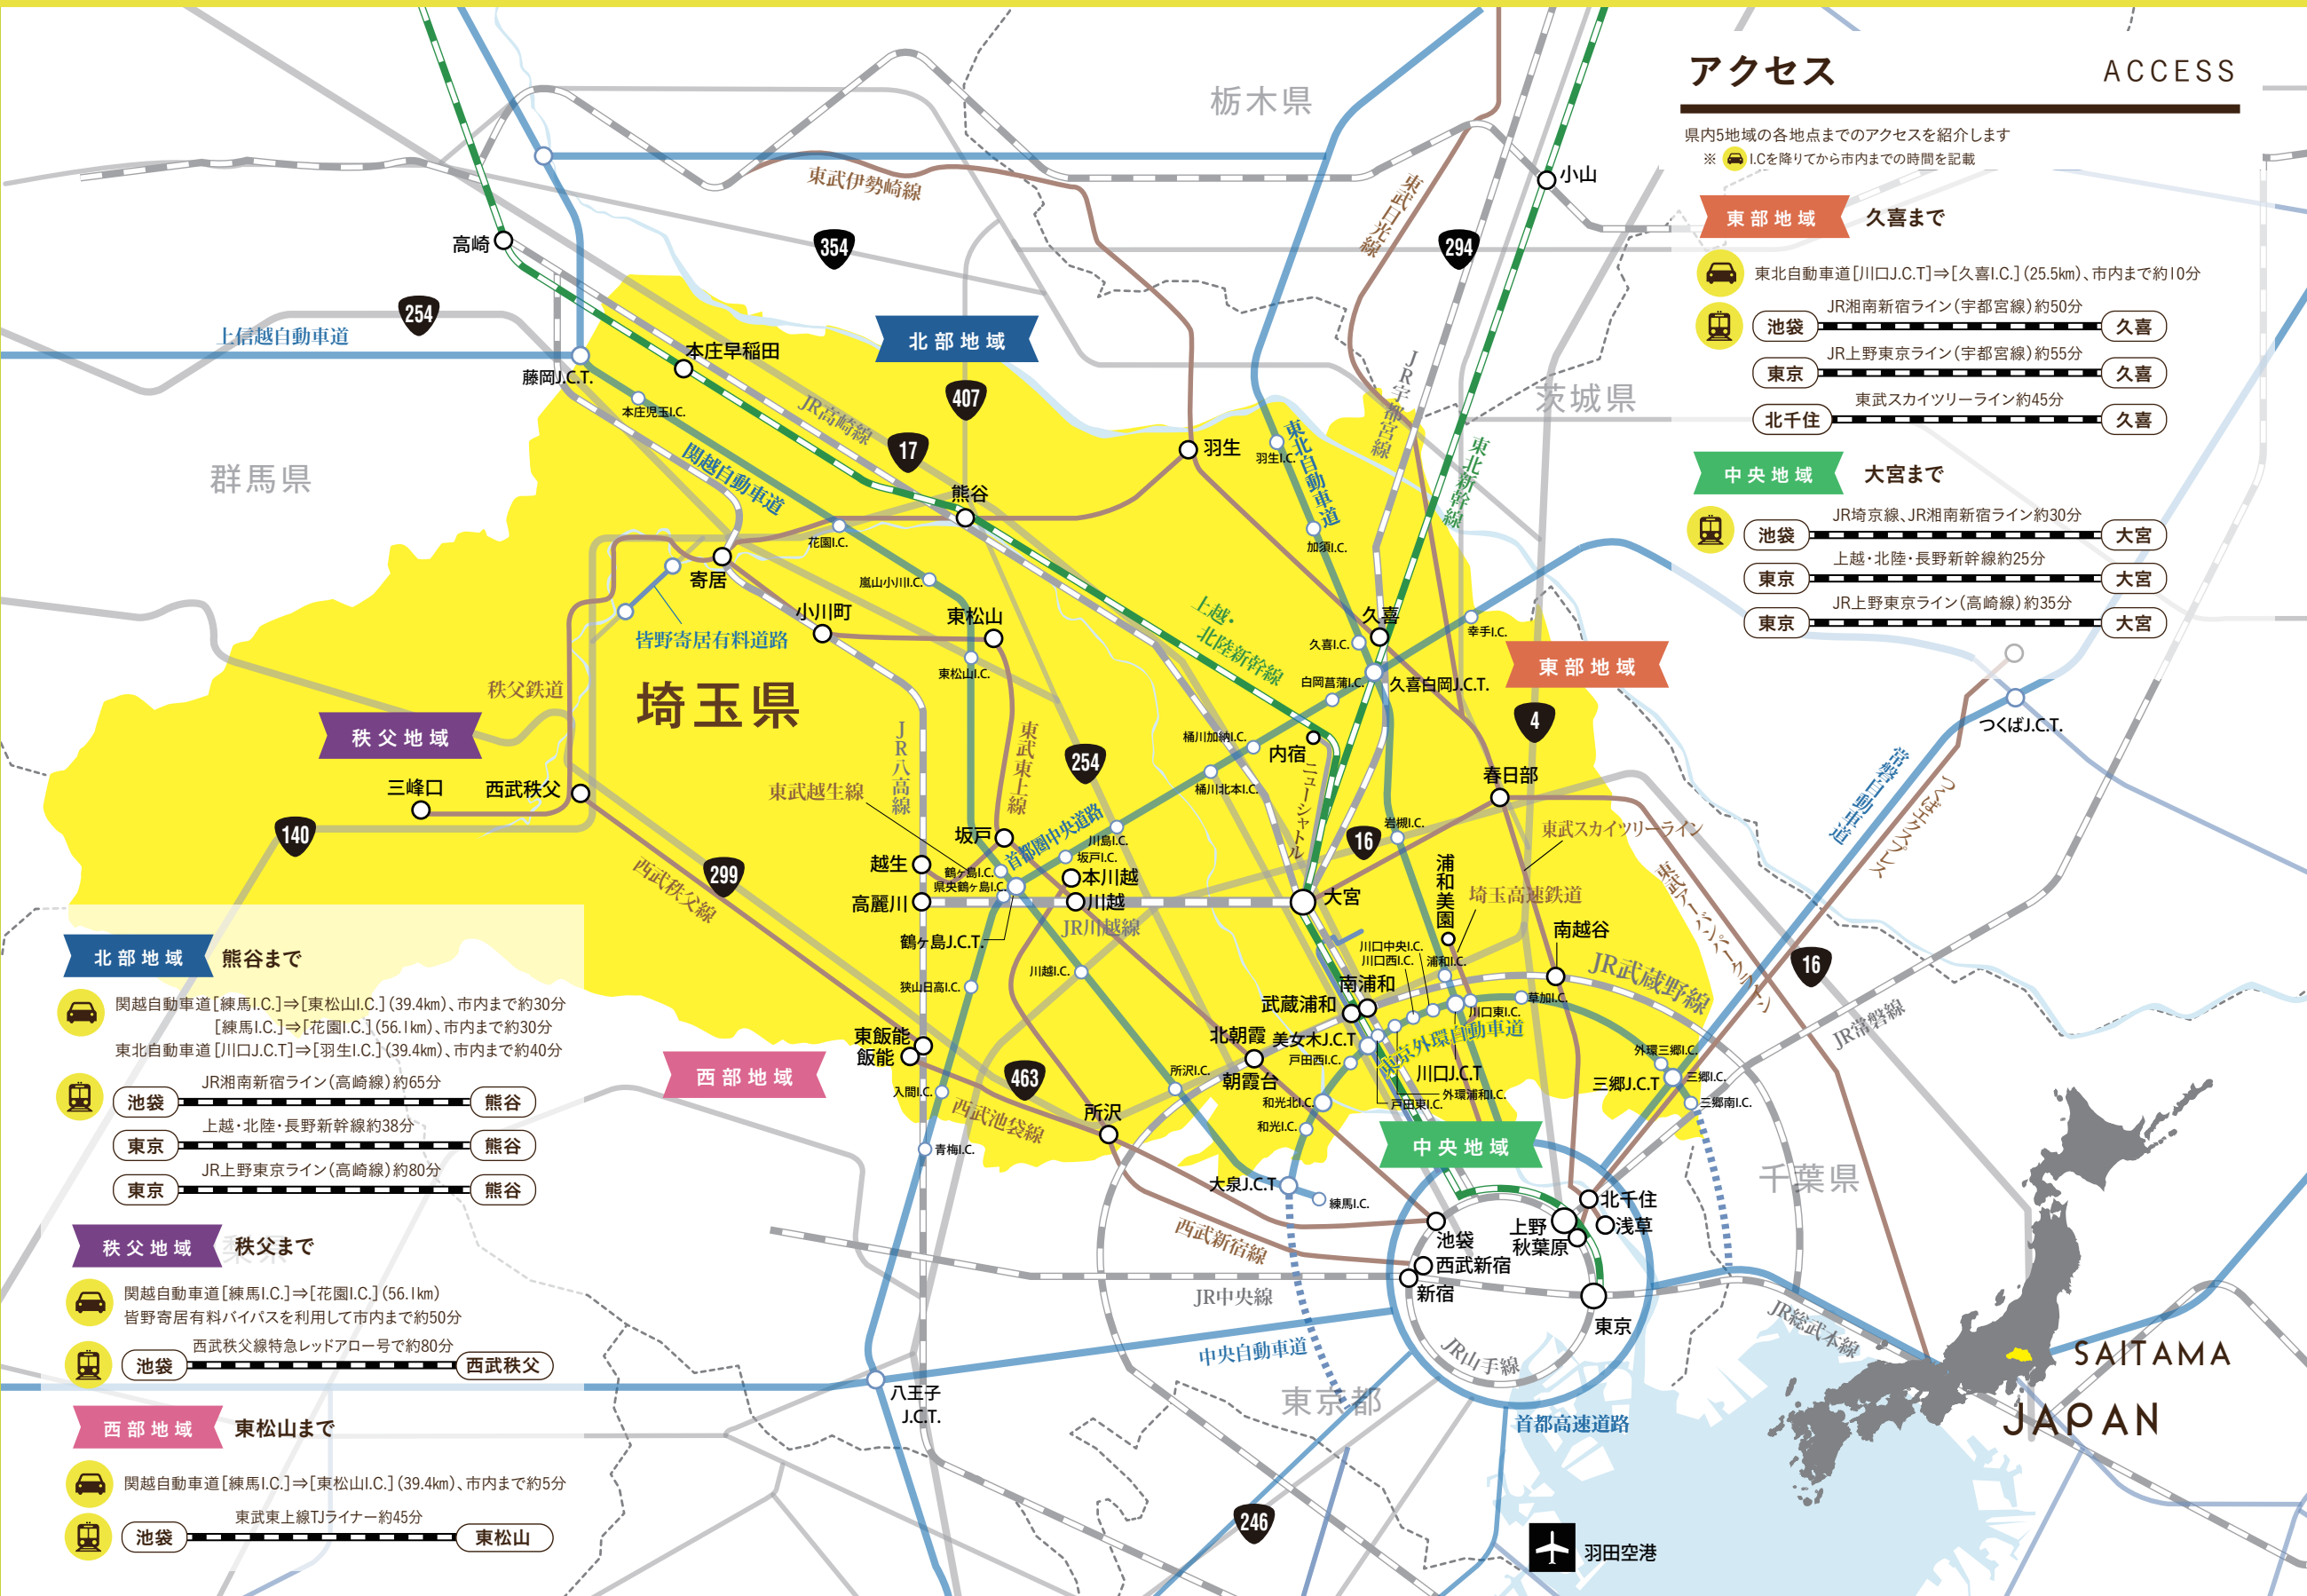 アクセス
ACCESS
県内5地域の各地点までのアクセスを紹介します
※ I.Cを降りてから市内までの時間を記載
東部地域 久喜まで
東北自動車道[川口J.C.T]⇒[久喜I.C.](25.5km)、市内まで約10分
JR湘南新宿ライン(宇都宮線)約50分
池袋 久喜
JR上野東京ライン(宇都宮線)約55分
東京 久喜
東武スカイツリーライン約45分
北千住 久喜
中央地域 大宮まで
JR埼京線、JR湘南新宿ライン約30分
池袋 大宮
上越・北陸・長野新幹線約25分
東京 大宮
JR上野東京ライン(高崎線)約35分
東京 大宮
北部地域 熊谷まで
関越自動車道[練馬I.C.]⇒[東松山I.C.](39.4km)、市内まで約30分
[練馬I.C.]⇒[花園I.C.](56.1km)、市内まで約30分
東北自動車道[川口J.C.T]⇒[羽生I.C.](39.4km)、市内まで約40分
JR湘南新宿ライン(高崎線)約65分
池袋 熊谷
上越・北陸・長野新幹線約38分
東京 熊谷
JR上野東京ライン(高崎線)約80分
東京 熊谷
秩父地域 秩父まで
関越自動車道[練馬I.C.]⇒[花園I.C.](56.1km)
皆野寄居有料バイパスを利用して市内まで約50分
西武秩父線特急レッドアロー号で約80分
池袋 西武秩父
西部地域 東松山まで
関越自動車道[練馬I.C.]⇒[東松山I.C.](39.4km)、市内まで約5分
東武東上線TJライナー約45分
池袋 東松山
栃木県
群馬県
茨城県
埼玉県
千葉県
東京都
北部地域
東部地域
秩父地域
西部地域
中央地域
東武伊勢崎線
東武日光線
小山
高崎
354
294
254
上信越自動車道
藤岡J.C.T.
本庄早稲田
本庄児玉I.C.
JR高崎線
407
17
関越自動車道
JR宇都宮線
東北自動車道
東北新幹線
羽生
羽生I.C.
加須I.C.
熊谷
花園I.C.
寄居
嵐山小川I.C.
小川町
東松山
東松山I.C.
皆野寄居有料道路
秩父鉄道
上越・
北陸新幹線
久喜
久喜I.C.
幸手I.C.
白岡菖蒲I.C.
久喜白岡J.C.T.
桶川加納I.C.
内宿
桶川北本I.C.
ニューシャトル
4
つくばJ.C.T.
常磐自動車道
つくばエクスプレス
三峰口
西武秩父
140
299
西武秩父線
JR八高線
東武東上線
東武越生線
254
首都圏中央道路
川島I.C.
坂戸
坂戸I.C.
越生
鶴ヶ島I.C.
県央鶴ヶ島I.C.
本川越
高麗川
川越
JR川越線
鶴ヶ島J.C.T.
川越I.C.
狭山日高I.C.
春日部
16
岩槻I.C.
東武スカイツリーライン
浦和美園
埼玉高速鉄道
東武アーバンパークライン
大宮
南越谷
川口中央I.C.
川口西I.C.
浦和I.C.
JR武蔵野線
16
JR常磐線
南浦和
武蔵浦和
草加I.C.
川口東I.C.
東京外環自動車道
北朝霞
美女木J.C.T
戸田西I.C.
朝霞台
川口J.C.T
外環三郷I.C.
三郷J.C.T
三郷I.C.
三郷南I.C.
外環浦和I.C.
戸田東I.C.
和光北I.C.
和光I.C.
東飯能
飯能
463
所沢I.C.
入間I.C.
西武池袋線
所沢
青梅I.C.
大泉J.C.T
練馬I.C.
西武新宿線
池袋
西武新宿
新宿
上野
秋葉原
北千住
浅草
東京
JR中央線
JR山手線
JR総武本線
中央自動車道
首都高速道路
八王子
J.C.T.
246
羽田空港
SAITAMA
JAPAN